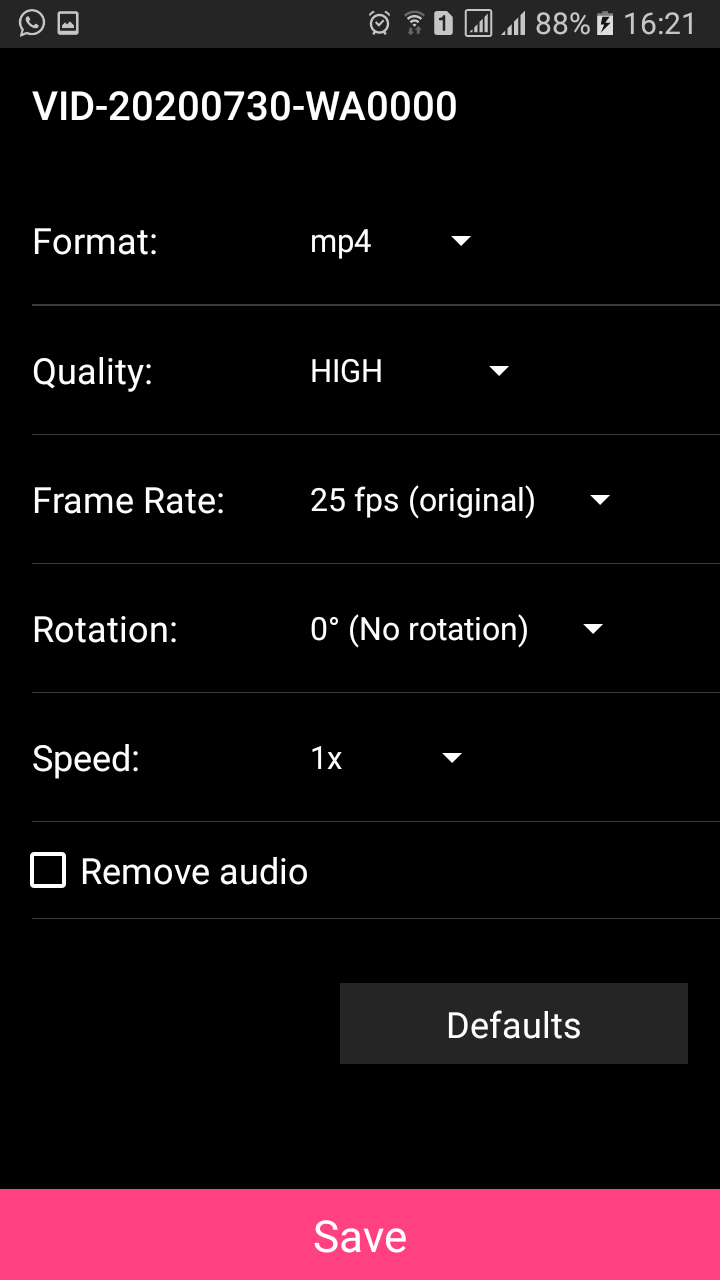 1 88% 16:21
VID-20200730-WA0000
Format: mp4
Quality: HIGH
Frame Rate: 25 fps (original)
Rotation: 0° (No rotation)
Speed: 1x
Remove audio
Defaults
Save